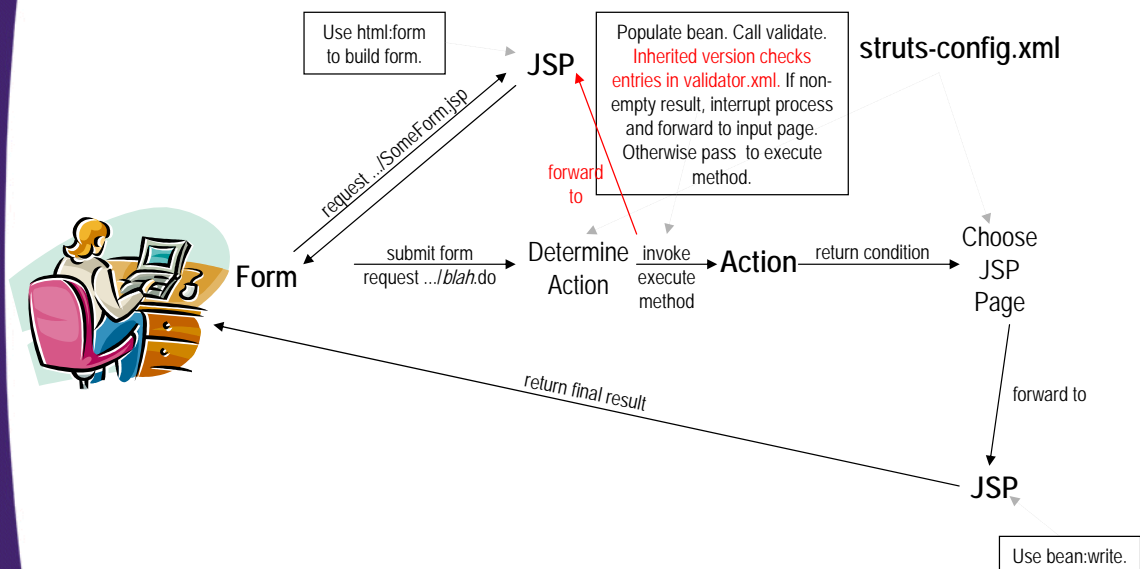 Use html:form
to build form.
JSP
Populate bean. Call validate.
Inherited version checks
entries in validator.xml. If non-
empty result, interrupt process
and forward to input page.
Otherwise pass to execute
method.
struts-config.xml
request .../SomeForm.jsp
forward
to
Form
submit form
request .../blah.do
Determine
Action
invoke
execute
method
Action
return condition
Choose
JSP
Page
return final result
forward to
JSP
Use bean:write.